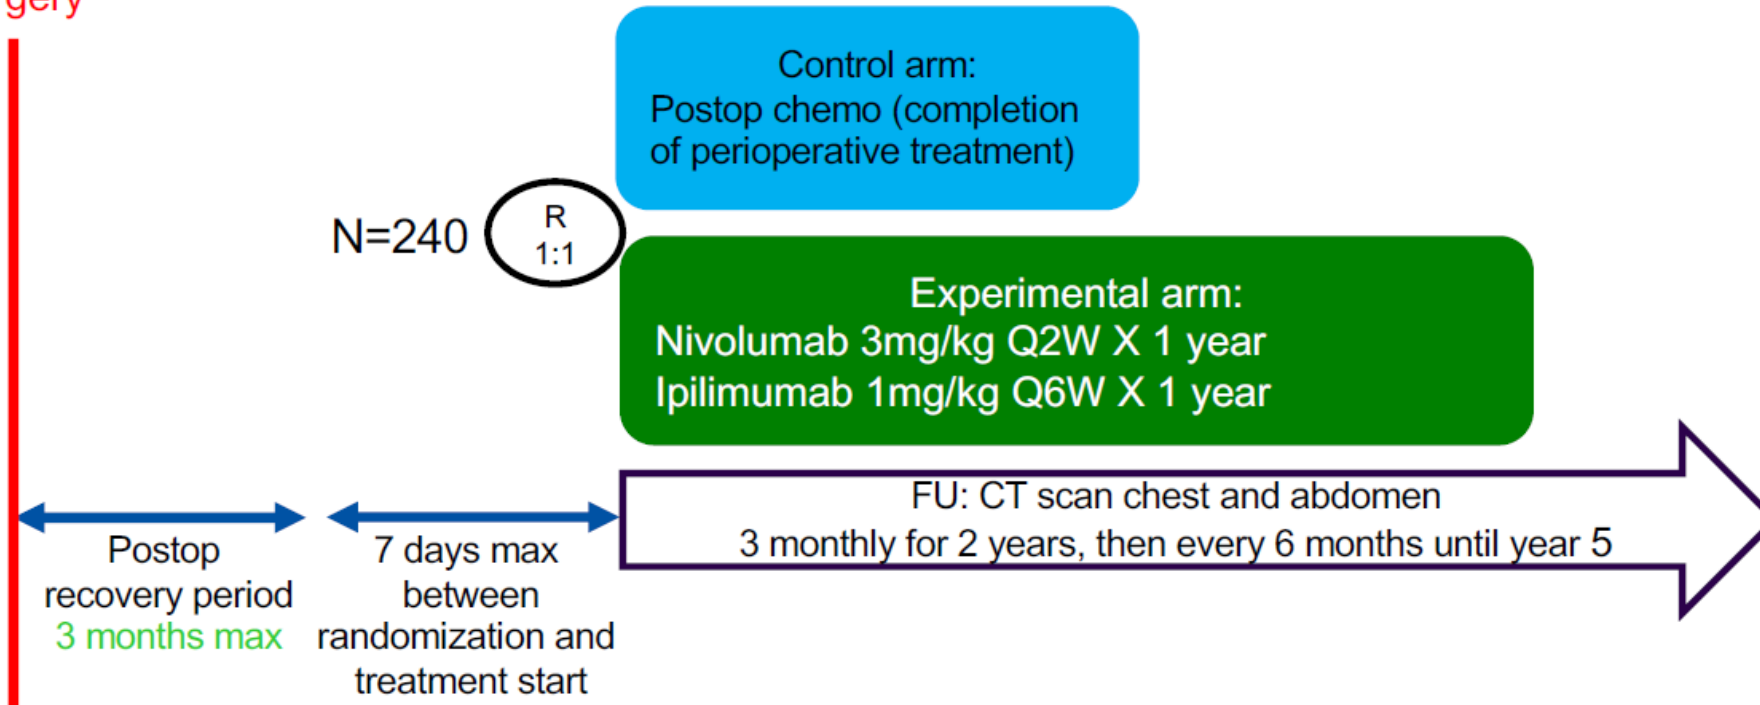 gery
Control arm:
Postop chemo (completion
of perioperative treatment)
N=240
R
1:1
Experimental arm:
Nivolumab 3mg/kg Q2W X 1 year
Ipilimumab 1mg/kg Q6W X 1 year
FU: CT scan chest and abdomen
3 monthly for 2 years, then every 6 months until year 5
Postop
recovery period
3 months max
7 days max
between
randomization and
treatment start